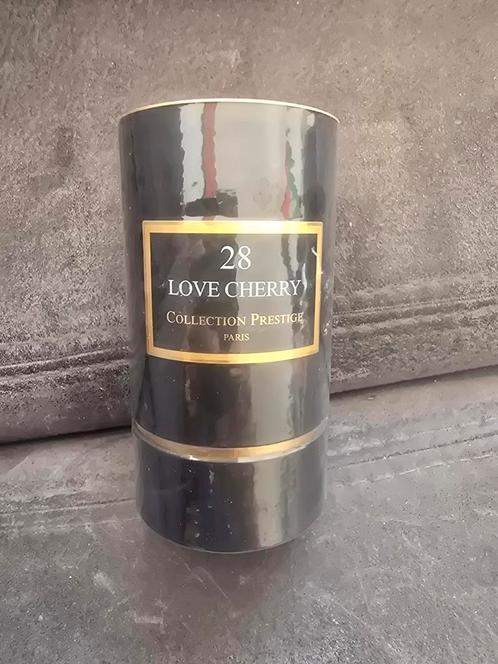 28
LOVE CHERRY
COLLECTION PRESTIGE
PARIS